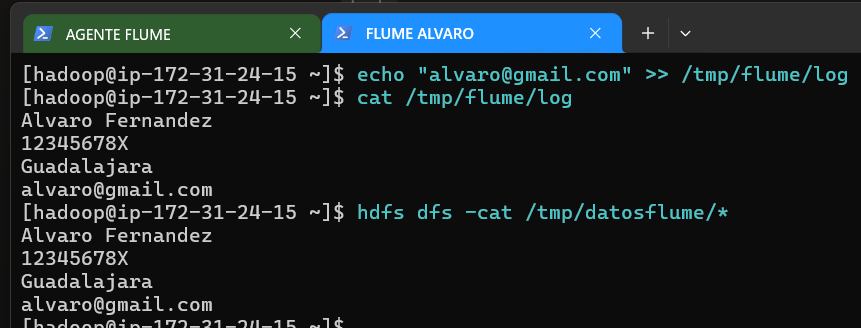 AGENTE FLUME
FLUME ALVARO
[hadoop@ip-172-31-24-15 ~]$ echo "alvaro@gmail.com" >> /tmp/flume/log
[hadoop@ip-172-31-24-15 ~]$ cat /tmp/flume/log
Alvaro Fernandez
12345678X
Guadalajara
alvaro@gmail.com
[hadoop@ip-172-31-24-15 ~]$ hdfs dfs -cat /tmp/datosflume/*
Alvaro Fernandez
12345678X
Guadalajara
alvaro@gmail.com
[hadoop@ip-172-31-24-15 ~]$